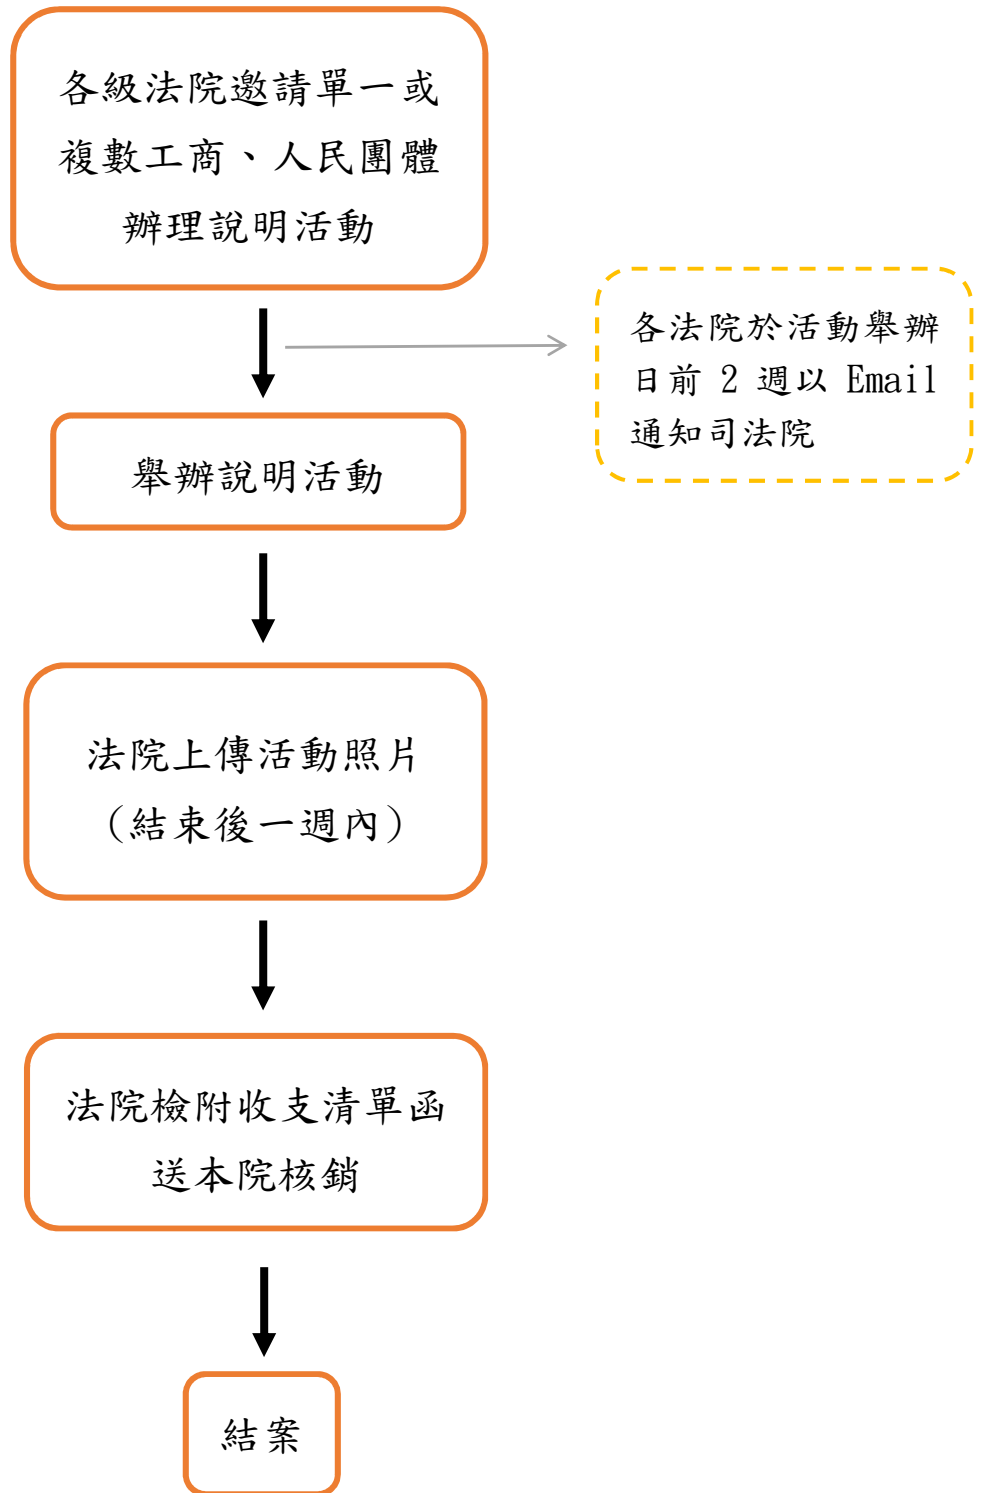 各級法院邀請單一或
複數工商、人民團體
辦理說明活動
各法院於活動舉辦
日前 2 週以 Email
通知司法院
舉辦說明活動
法院上傳活動照片
（結束後一週內）
法院檢附收支清單函
送本院核銷
結案